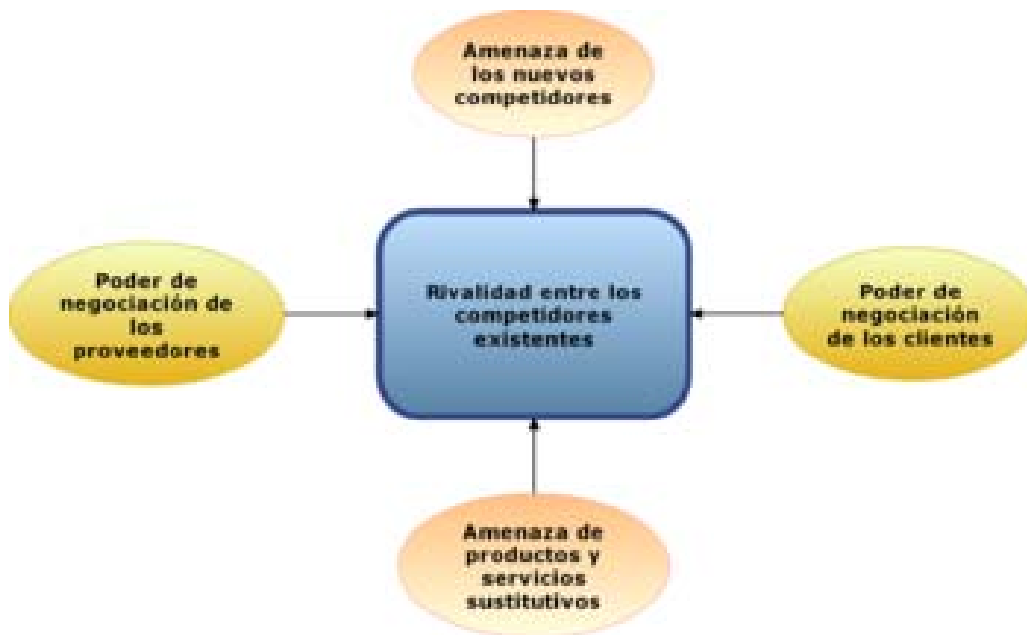 Amenaza de
los nuevos
competidores
Poder de
negociación de
los
proveedores
Rivalidad entre los
competidores
existentes
Poder de
negociación
de los clientes
Amenaza de
productos y
servicios
sustitutivos